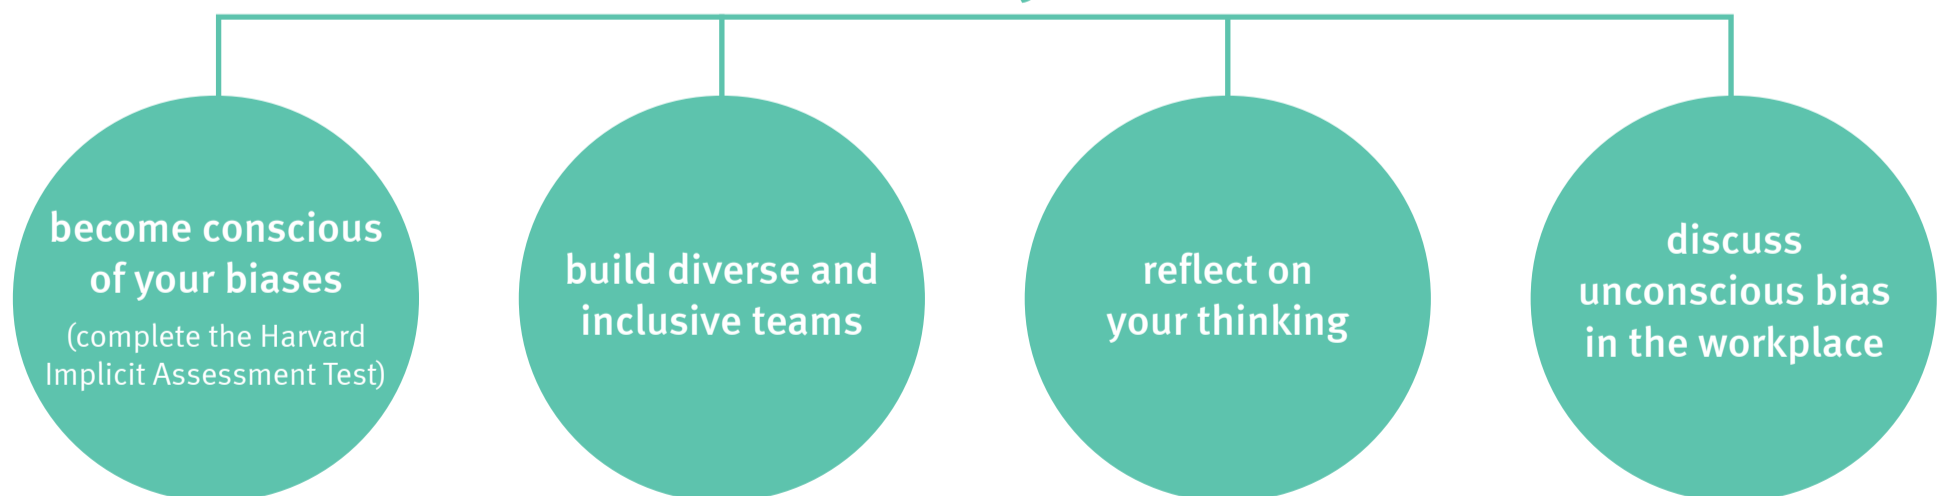 become conscious
of your biases
(complete the Harvard
Implicit Assessment Test)
build diverse and
inclusive teams
reflect on
your thinking
discuss
unconscious bias
in the workplace